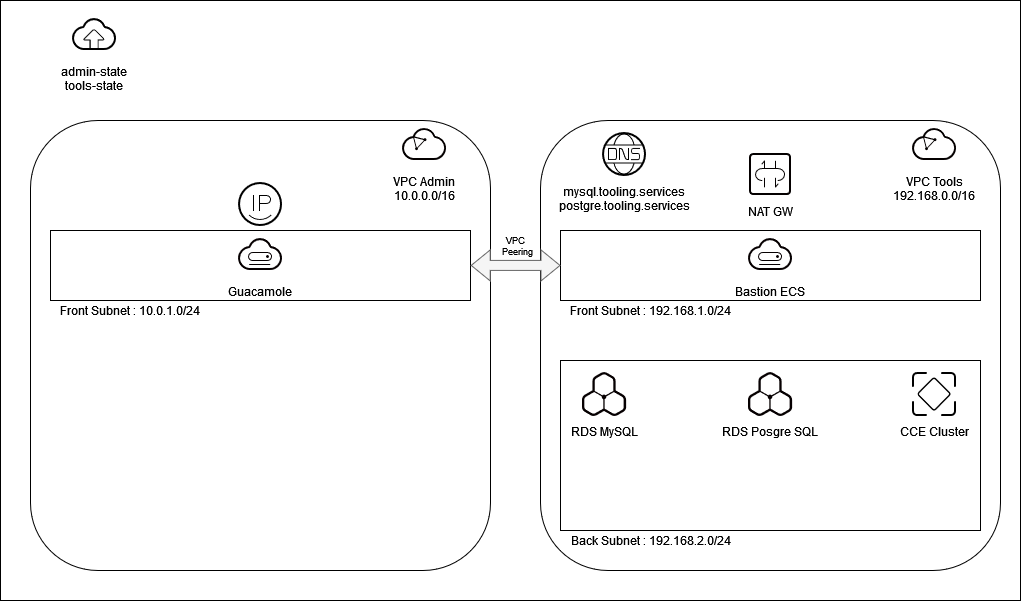 admin-state
tools-state
VPC Admin
10.0.0.0/16
IP
Guacamole
Front Subnet : 10.0.1.0/24
VPC
Peering
DNS
mysql.tooling.services
postgre.tooling.services
NAT GW
VPC Tools
192.168.0.0/16
Bastion ECS
Front Subnet : 192.168.1.0/24
RDS MySQL
RDS Posgre SQL
CCE Cluster
Back Subnet : 192.168.2.0/24